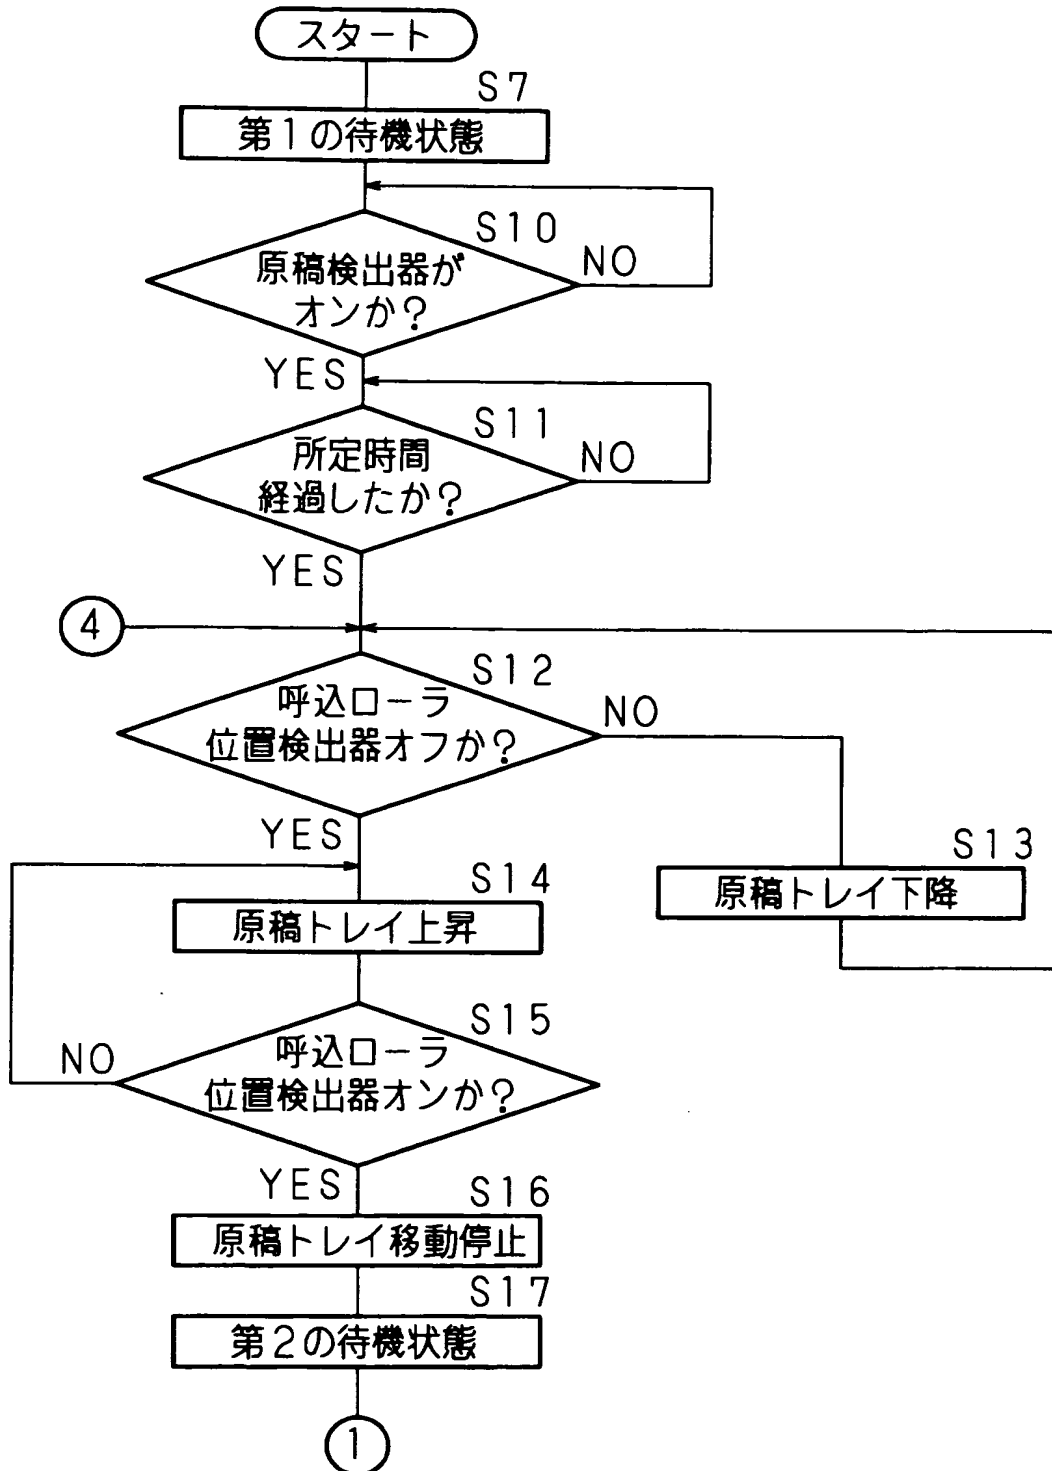 スタート
S7
第1の待機状態
S10
原稿検出器が
オンか?
NO
YES
S11
所定時間
経過したか?
NO
YES
4
S12
呼込ローラ
位置検出器オフか?
NO
YES
S13
原稿トレイ下降
S14
原稿トレイ上昇
S15
呼込ローラ
位置検出器オンか?
NO
YES
S16
原稿トレイ移動停止
S17
第2の待機状態
1